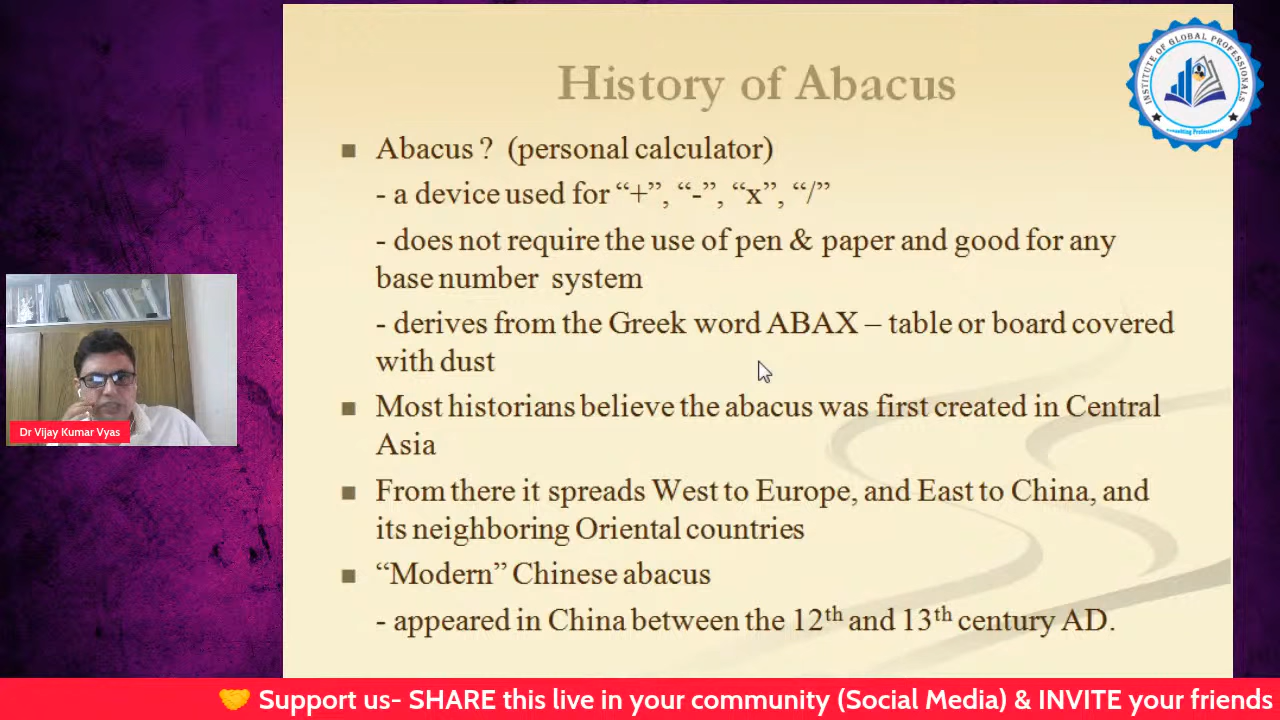 History of Abacus
INSTITUTE OF GLOBAL PROFESSIONALS
Abacus ? (personal calculator)
- a device used for “+”, “-”, “x”, “/”
- does not require the use of pen & paper and good for any
base number system
- derives from the Greek word ABAX – table or board covered
with dust
Most historians believe the abacus was first created in Central
Asia
From there it spreads West to Europe, and East to China, and
its neighboring Oriental countries
“Modern” Chinese abacus
- appeared in China between the 12th and 13th century AD.
Dr Vijay Kumar Vyas
Support us- SHARE this live in your community (Social Media) & INVITE your friends